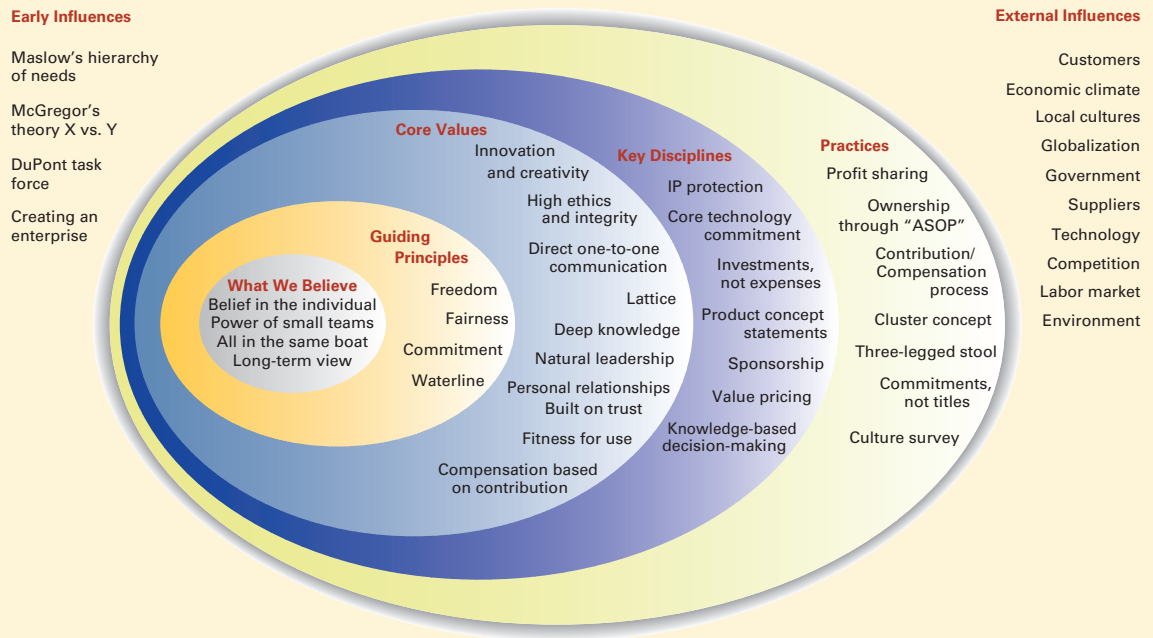 Early Influences
Maslow's hierarchy
of needs
McGregor's
theory X vs. Y
DuPont task
force
Creating an
enterprise
What We Believe
Belief in the individual
Power of small teams
All in the same boat
Long-term view
Guiding
Principles
Freedom
Fairness
Commitment
Waterline
Core Values
Innovation
and creativity
High ethics
and integrity
Direct one-to-one
communication
Lattice
Deep knowledge
Natural leadership
Personal relationships
Built on trust
Fitness for use
Compensation based
on contribution
Key Disciplines
IP protection
Core technology
commitment
Investments,
not expenses
Product concept
statements
Sponsorship
Value pricing
Knowledge-based
decision-making
Practices
Profit sharing
Ownership
through “ASOP”
Contribution/
Compensation
process
Cluster concept
Three-legged stool
Commitments,
not titles
Culture survey
External Influences
Customers
Economic climate
Local cultures
Globalization
Government
Suppliers
Technology
Competition
Labor market
Environment